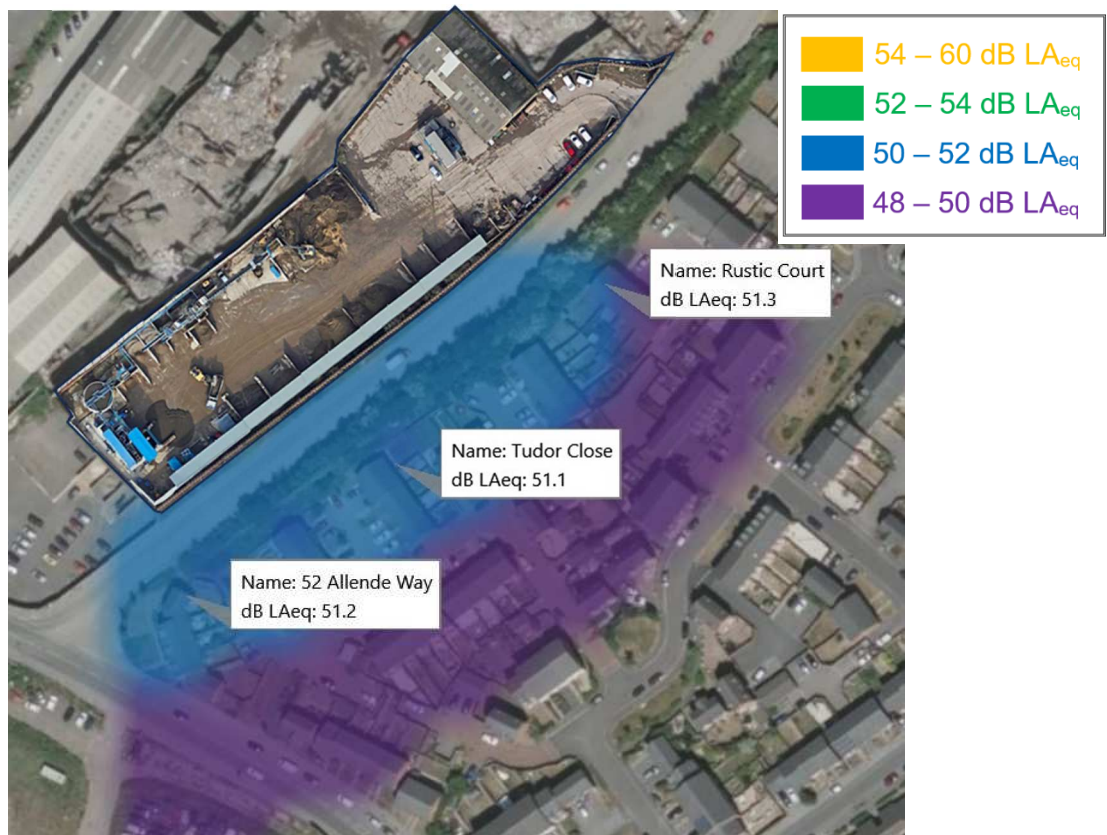 54 – 60 dB LAeq
52 – 54 dB LAeq
50 – 52 dB LAeq
48 – 50 dB LAeq
Name: Rustic Court
dB LAeq: 51.3
Name: Tudor Close
dB LAeq: 51.1
Name: 52 Allende Way
dB LAeq: 51.2